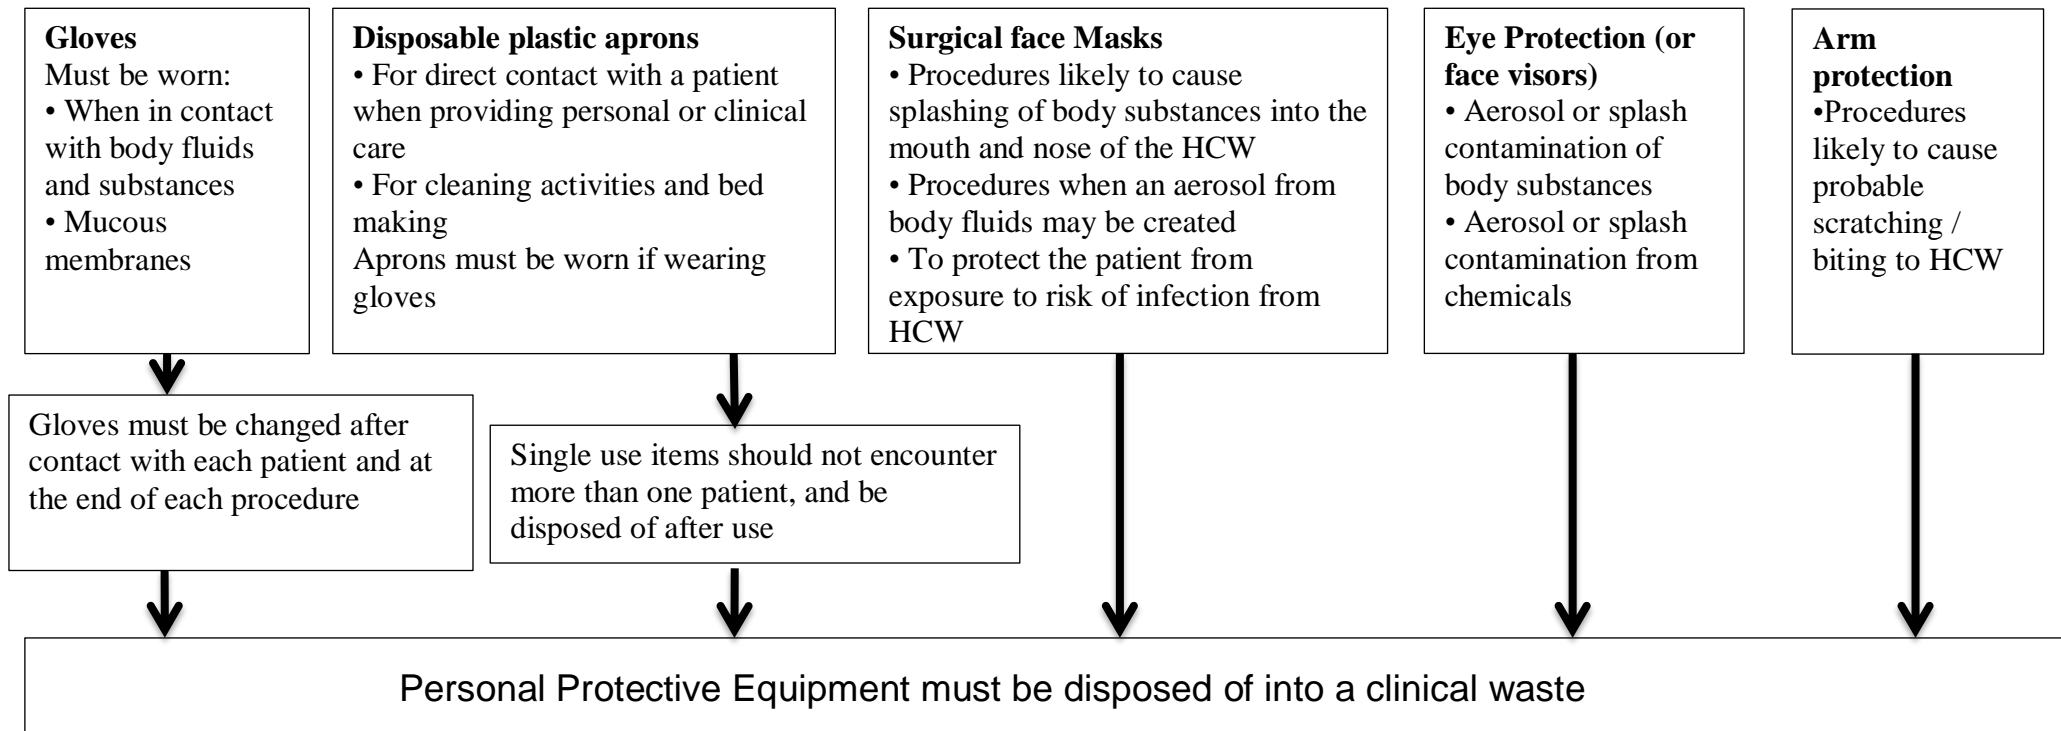 Gloves
Must be worn:
• When in contact
with body fluids
and substances
• Mucous
membranes
Disposable plastic aprons
• For direct contact with a patient
when providing personal or clinical
care
• For cleaning activities and bed
making
Aprons must be worn if wearing
gloves
Surgical face Masks
• Procedures likely to cause
splashing of body substances into the
mouth and nose of the HCW
• Procedures when an aerosol from
body fluids may be created
• To protect the patient from
exposure to risk of infection from
HCW
Eye Protection (or
face visors)
• Aerosol or splash
contamination of
body substances
• Aerosol or splash
contamination from
chemicals
Arm
protection
•Procedures
likely to cause
probable
scratching /
biting to HCW
Gloves must be changed after
contact with each patient and at
the end of each procedure
Single use items should not encounter
more than one patient, and be
disposed of after use
Personal Protective Equipment must be disposed of into a clinical waste